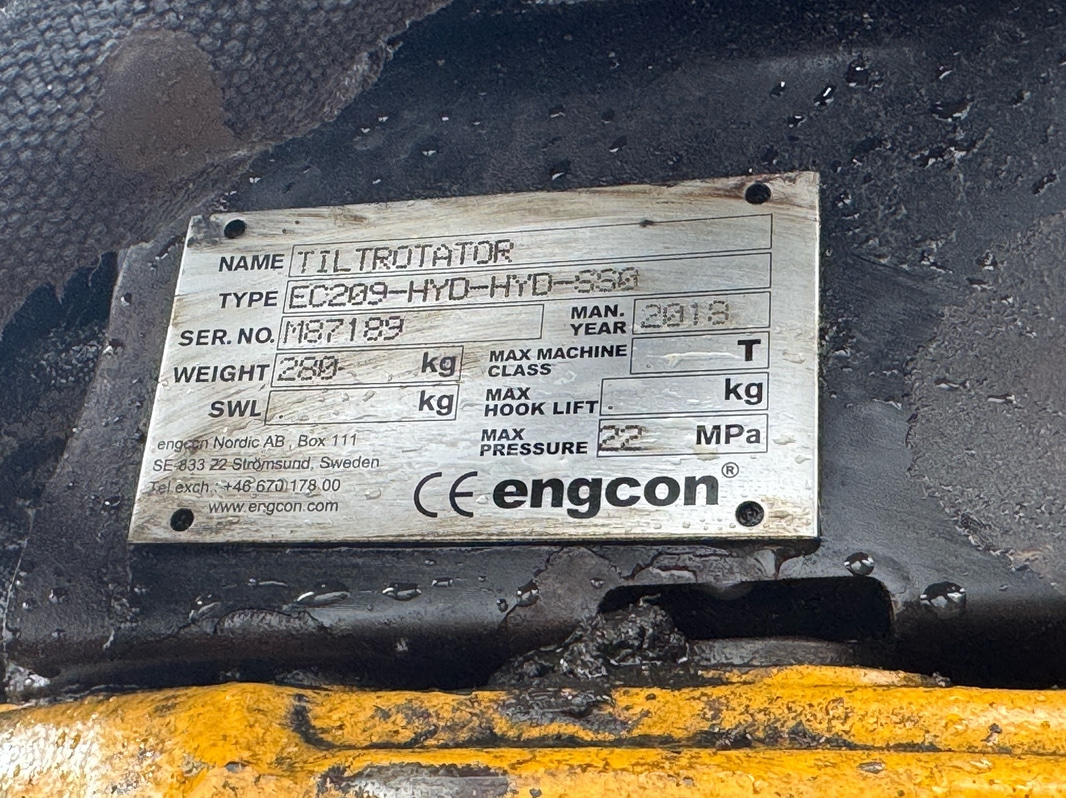 NAME TILTROTATOR
TYPE EC209-HYD-HYD-SS0
SER. NO. M87189 MAN. YEAR 2018
WEIGHT 280 kg MAX MACHINE CLASS T
SWL . kg MAX HOOK LIFT . kg
MAX PRESSURE 22 MPa
engcon Nordic AB , Box 111
SE-833 22 Strömsund, Sweden
Tel.exch.: +46 670 178 00
www.engcon.com
CE engcon®